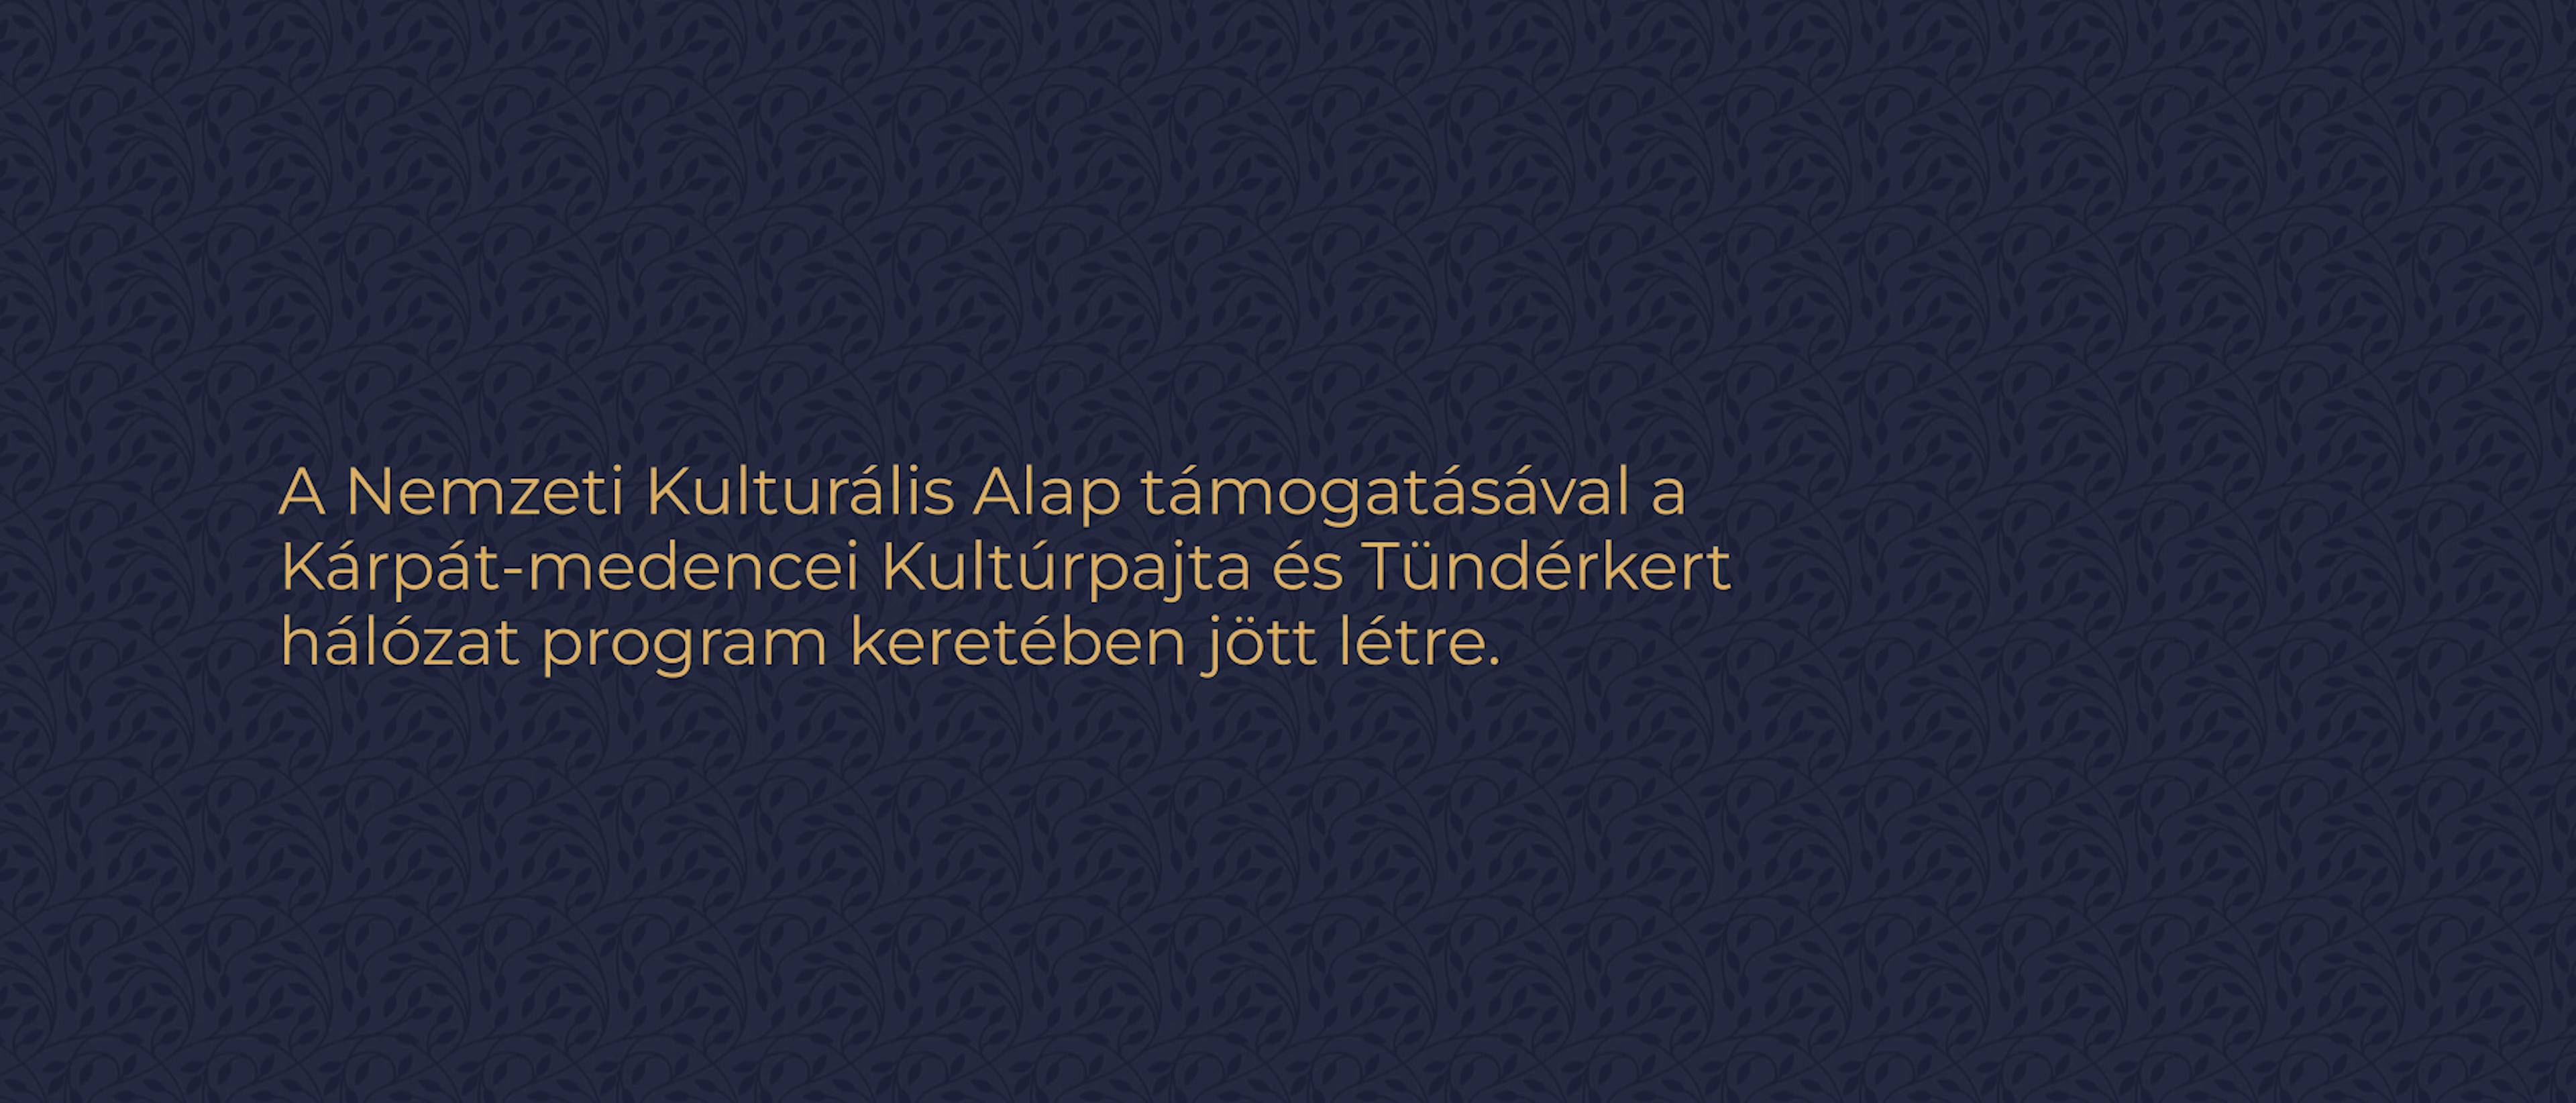 A Nemzeti Kulturális Alap támogatásával a
Kárpát-medencei Kultúrpajta és Tündérkert
hálózat program keretében jött létre.